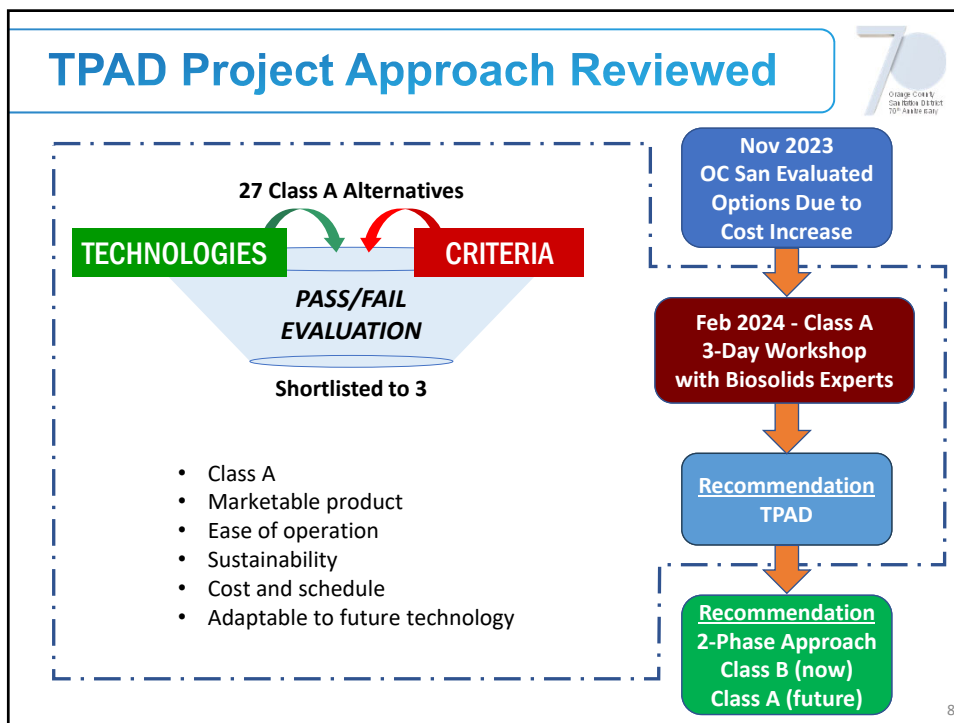 TPAD Project Approach Reviewed
70
Orange County
Sanitation District
70th Anniversary
27 Class A Alternatives
TECHNOLOGIES
CRITERIA
PASS/FAIL
EVALUATION
Shortlisted to 3
• Class A
• Marketable product
• Ease of operation
• Sustainability
• Cost and schedule
• Adaptable to future technology
Nov 2023
OC San Evaluated
Options Due to
Cost Increase
Feb 2024 - Class A
3-Day Workshop
with Biosolids Experts
Recommendation
TPAD
Recommendation
2-Phase Approach
Class B (now)
Class A (future)
8